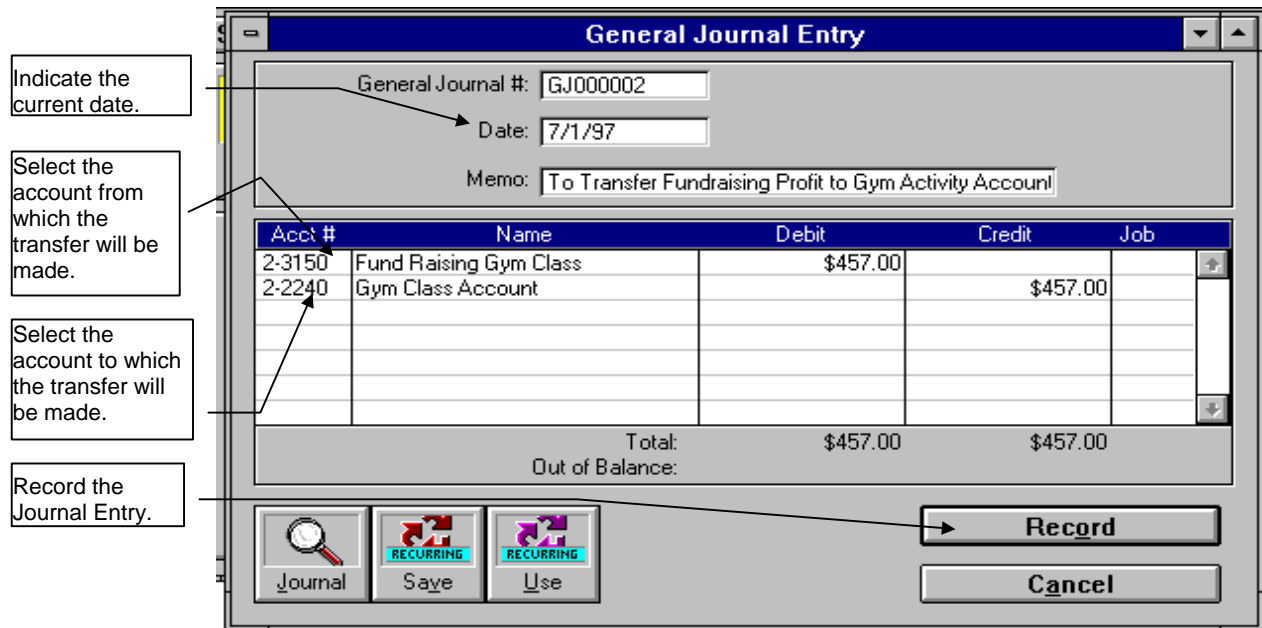 General Journal Entry
Indicate the
current date.
General Journal #: GJ000002
Date: 7/1/97
Memo: To Transfer Fundraising Profit to Gym Activity Account
Select the
account from
which the
transfer will be
made.
Acct # Name Debit Credit Job
2-3150 Fund Raising Gym Class $457.00
2-2240 Gym Class Account $457.00
Select the
account to which
the transfer will
be made.
Total: $457.00 $457.00
Out of Balance:
Record the
Journal Entry.
Journal
RECURRING
Save
RECURRING
Use
Record
Cancel